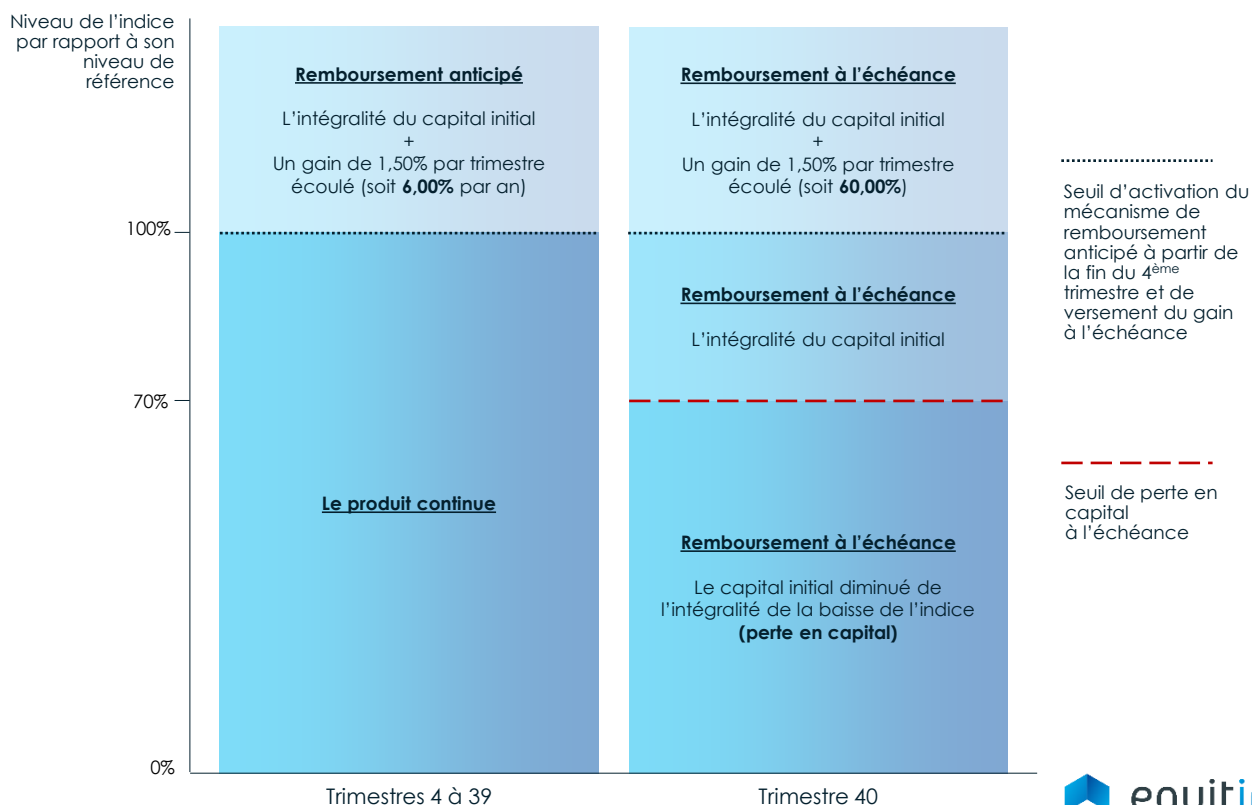 Niveau de l'indice
par rapport à son
niveau de
référence
Remboursement anticipé
L'intégralité du capital initial
+
Un gain de 1,50% par trimestre
écoulé (soit 6,00% par an)
Remboursement à l'échéance
L'intégralité du capital initial
+
Un gain de 1,50% par trimestre
écoulé (soit 60,00%)
100%
Remboursement à l'échéance
L'intégralité du capital initial
70%
Le produit continue
Remboursement à l'échéance
Le capital initial diminué de
l'intégralité de la baisse de l'indice
(perte en capital)
0%
Trimestres 4 à 39
Trimestre 40
Seuil d'activation du
mécanisme de
remboursement
anticipé à partir de
la fin du 4ème
trimestre et de
versement du gain
à l'échéance
Seuil de perte en
capital
à l'échéance